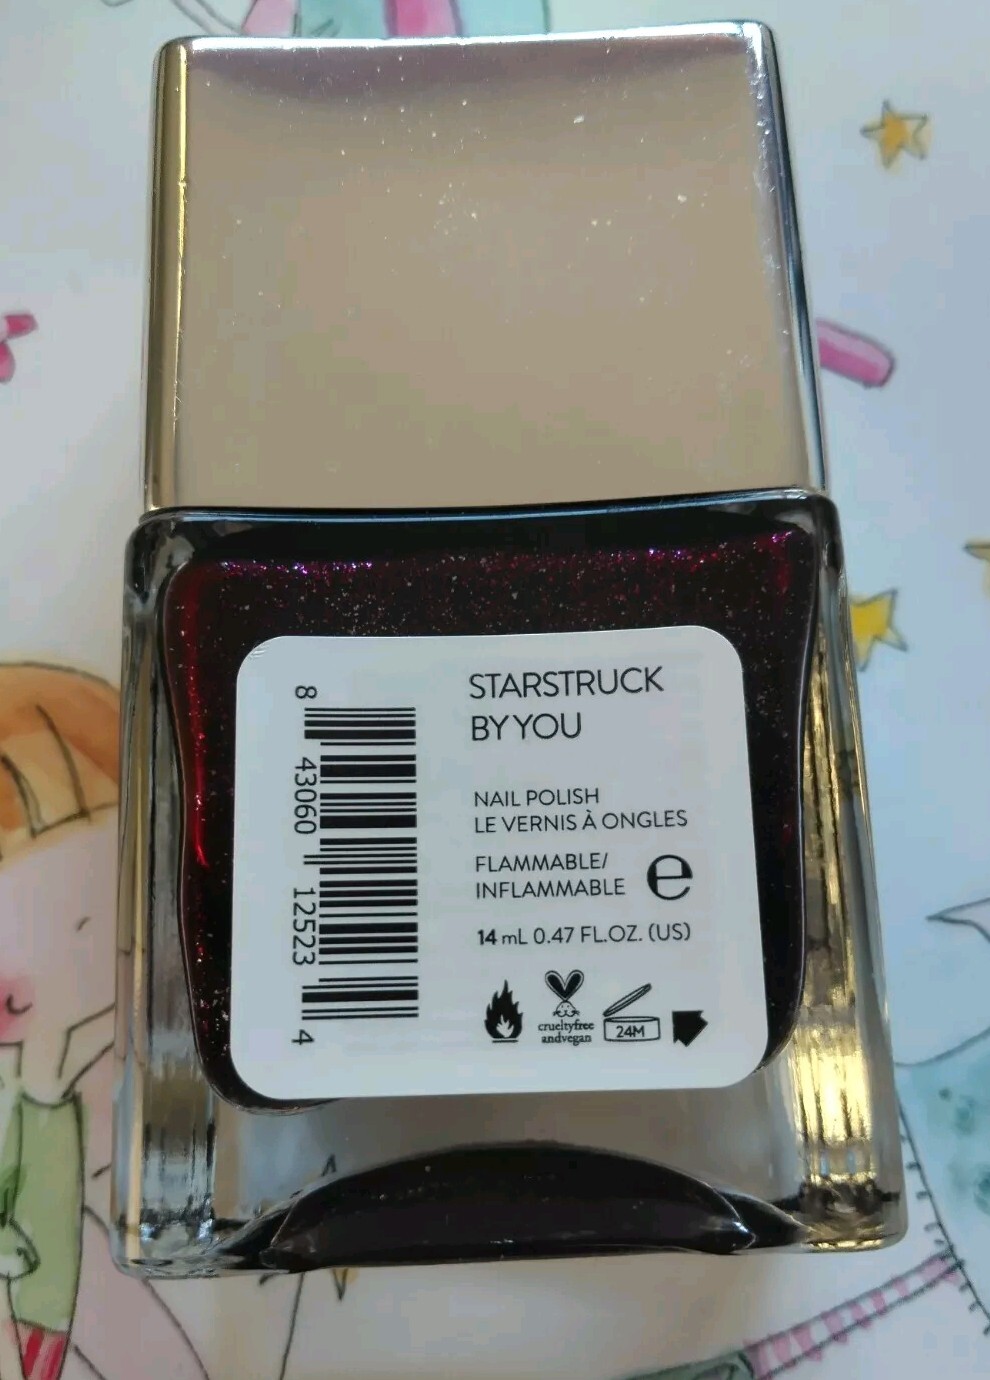 STARSTRUCK
BY YOU
NAIL POLISH
LE VERNIS À ONGLES
FLAMMABLE/
INFLAMMABLE
e
14 mL 0.47 FL.OZ. (US)
crueltyfree
andvegan
24M
8 43060 12523 4